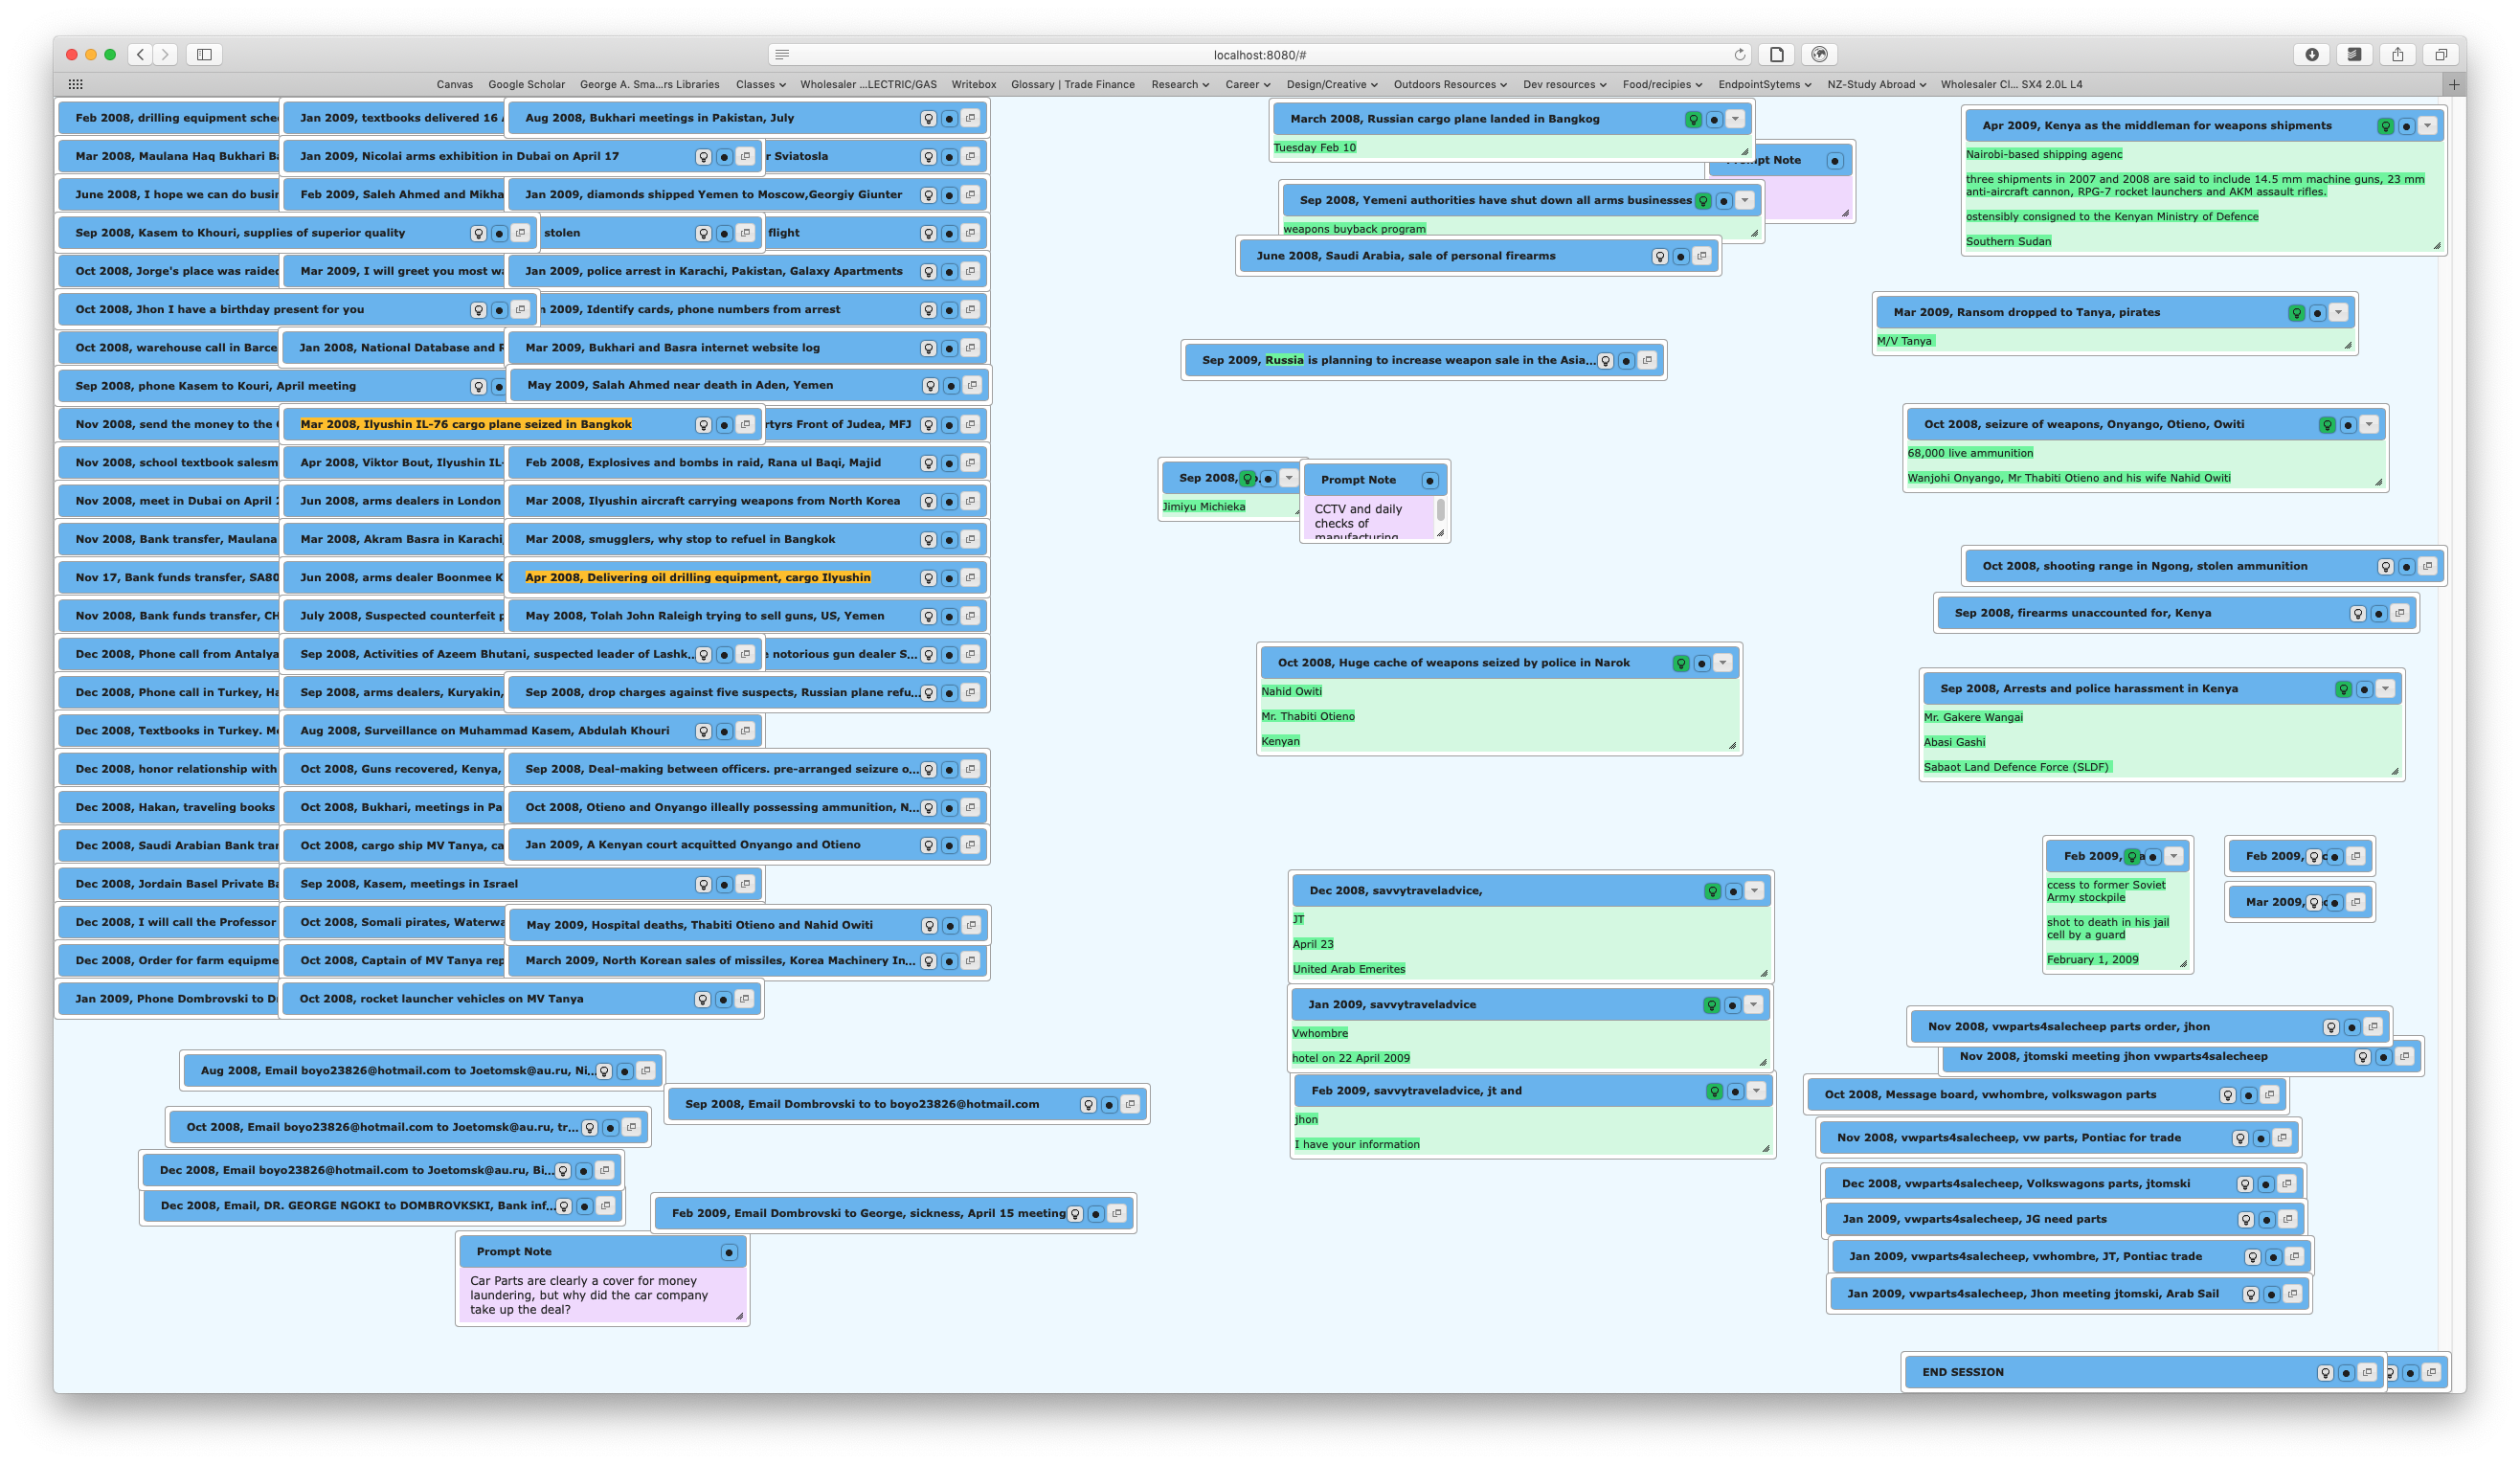 localhost:8080/#
Canvas Google Scholar George A. Sma...rs Libraries Classes Wholesaler ...LECTRIC/GAS Writebox Glossary | Trade Finance Research Career Design/Creative Outdoors Resources Dev resources Food/recipies EndpointSytems NZ-Study Abroad Wholesaler Cl... SX4 2.0L L4
Feb 2008, drilling equipment sche
Mar 2008, Maulana Haq Bukhari Ba
June 2008, I hope we can do busi
Sep 2008, Kasem to Khouri, supplies of superior quality
Oct 2008, Jorge's place was raided
Oct 2008, Jhon I have a birthday present for you
Oct 2008, warehouse call in Barce
Sep 2008, phone Kasem to Kouri, April meeting
Nov 2008, send the money to the
Nov 2008, school textbook salesm
Nov 2008, meet in Dubai on April
Nov 2008, Bank transfer, Maulana
Nov 17, Bank funds transfer, SA80
Nov 2008, Bank funds transfer, CH
Dec 2008, Phone call from Antalya
Dec 2008, Phone call in Turkey, Ha
Dec 2008, Textbooks in Turkey. Me
Dec 2008, honor relationship with
Dec 2008, Hakan, traveling books
Dec 2008, Saudi Arabian Bank tra
Dec 2008, Jordain Basel Private Ba
Dec 2008, I will call the Professor
Dec 2008, Order for farm equipme
Jan 2009, Phone Dombrovski to D
Jan 2009, textbooks delivered 16
Jan 2009, Nicolai arms exhibition in Dubai on April 17
Feb 2009, Saleh Ahmed and Mikha
stolen
Mar 2009, I will greet you most wa
Jan 2008, National Database and R
Mar 2008, Ilyushin IL-76 cargo plane seized in Bangkok
Apr 2008, Viktor Bout, Ilyushin IL-
Jun 2008, arms dealers in London
Mar 2008, Akram Basra in Karachi,
Jun 2008, arms dealer Boonmee K
July 2008, Suspected counterfeit p
Sep 2008, Activities of Azeem Bhutani, suspected leader of Lashk...
Sep 2008, arms dealers, Kuryakin,
Aug 2008, Surveillance on Muhammad Kasem, Abdulah Khouri
Oct 2008, Guns recovered, Kenya,
Oct 2008, Bukhari, meetings in Pa
Oct 2008, cargo ship MV Tanya, ca
Sep 2008, Kasem, meetings in Israel
Oct 2008, Somali pirates, Waterwa
Oct 2008, Captain of MV Tanya rep
Oct 2008, rocket launcher vehicles on MV Tanya
Aug 2008, Bukhari meetings in Pakistan, July
r Sviatosla
Jan 2009, diamonds shipped Yemen to Moscow,Georgiy Giunter
flight
Jan 2009, police arrest in Karachi, Pakistan, Galaxy Apartments
n 2009, Identify cards, phone numbers from arrest
Mar 2009, Bukhari and Basra internet website log
May 2009, Salah Ahmed near death in Aden, Yemen
rtyrs Front of Judea, MFJ
Feb 2008, Explosives and bombs in raid, Rana ul Baqi, Majid
Mar 2008, Ilyushin aircraft carrying weapons from North Korea
Mar 2008, smugglers, why stop to refuel in Bangkok
Apr 2008, Delivering oil drilling equipment, cargo Ilyushin
May 2008, Tolah John Raleigh trying to sell guns, US, Yemen
notorious gun dealer S...
Sep 2008, drop charges against five suspects, Russian plane refu...
Sep 2008, Deal-making between officers. pre-arranged seizure o...
Oct 2008, Otieno and Onyango illeally possessing ammunition, N...
Jan 2009, A Kenyan court acquitted Onyango and Otieno
May 2009, Hospital deaths, Thabiti Otieno and Nahid Owiti
March 2009, North Korean sales of missiles, Korea Machinery In...
Aug 2008, Email boyo23826@hotmail.com to Joetomsk@au.ru, Ni...
Sep 2008, Email Dombrovski to to boyo23826@hotmail.com
Oct 2008, Email boyo23826@hotmail.com to Joetomsk@au.ru, tr...
Dec 2008, Email boyo23826@hotmail.com to Joetomsk@au.ru, Bi...
Dec 2008, Email, DR. GEORGE NGOKI to DOMBROVKSKI, Bank inf...
Feb 2009, Email Dombrovski to George, sickness, April 15 meeting
Prompt Note
Car Parts are clearly a cover for money
laundering, but why did the car company
take up the deal?
March 2008, Russian cargo plane landed in Bangkog
Tuesday Feb 10
Prompt Note
Sep 2008, Yemeni authorities have shut down all arms businesses
weapons buyback program
June 2008, Saudi Arabia, sale of personal firearms
Sep 2009, Russia is planning to increase weapon sale in the Asia...
Sep 2008,
Jimiyu Michieka
Prompt Note
CCTV and daily
checks of
manufacturing
Oct 2008, Huge cache of weapons seized by police in Narok
Nahid Owiti
Mr. Thabiti Otieno
Kenyan
Dec 2008, savvytraveladvice,
JT
April 23
United Arab Emerites
Jan 2009, savvytraveladvice
Vwhombre
hotel on 22 April 2009
Feb 2009, savvytraveladvice, jt and
jhon
I have your information
Apr 2009, Kenya as the middleman for weapons shipments
Nairobi-based shipping agenc
three shipments in 2007 and 2008 are said to include 14.5 mm machine guns, 23 mm
anti-aircraft cannon, RPG-7 rocket launchers and AKM assault rifles.
ostensibly consigned to the Kenyan Ministry of Defence
Southern Sudan
Mar 2009, Ransom dropped to Tanya, pirates
M/V Tanya
Oct 2008, seizure of weapons, Onyango, Otieno, Owiti
68,000 live ammunition
Wanjohi Onyango, Mr Thabiti Otieno and his wife Nahid Owiti
Oct 2008, shooting range in Ngong, stolen ammunition
Sep 2008, firearms unaccounted for, Kenya
Sep 2008, Arrests and police harassment in Kenya
Mr. Gakere Wangai
Abasi Gashi
Sabaot Land Defence Force (SLDF)
Feb 2009,
ccess to former Soviet
Army stockpile
shot to death in his jail
cell by a guard
February 1, 2009
Feb 2009,
Mar 2009,
Nov 2008, vwparts4salecheep parts order, jhon
Nov 2008, jtomski meeting jhon vwparts4salecheep
Oct 2008, Message board, vwhombre, volkswagon parts
Nov 2008, vwparts4salecheep, vw parts, Pontiac for trade
Dec 2008, vwparts4salecheep, Volkswagons parts, jtomski
Jan 2009, vwparts4salecheep, JG need parts
Jan 2009, vwparts4salecheep, vwhombre, JT, Pontiac trade
Jan 2009, vwparts4salecheep, Jhon meeting jtomski, Arab Sail
END SESSION